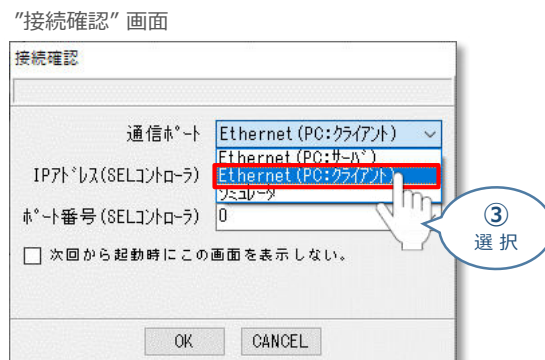 ”接続確認” 画面
接続確認
通信ﾎﾟｰﾄ Ethernet(PC:ｸﾗｲｱﾝﾄ)
Ethernet(PC:ｻｰﾊﾞ)
IPｱﾄﾞﾚｽ(SELｺﾝﾄﾛｰﾗ) Ethernet(PC:ｸﾗｲｱﾝﾄ)
ｼﾐｭﾚｰﾀ
ﾎﾟｰﾄ番号(SELｺﾝﾄﾛｰﾗ) 0
③
選 択
次回から起動時にこの画面を表示しない。
OK CANCEL